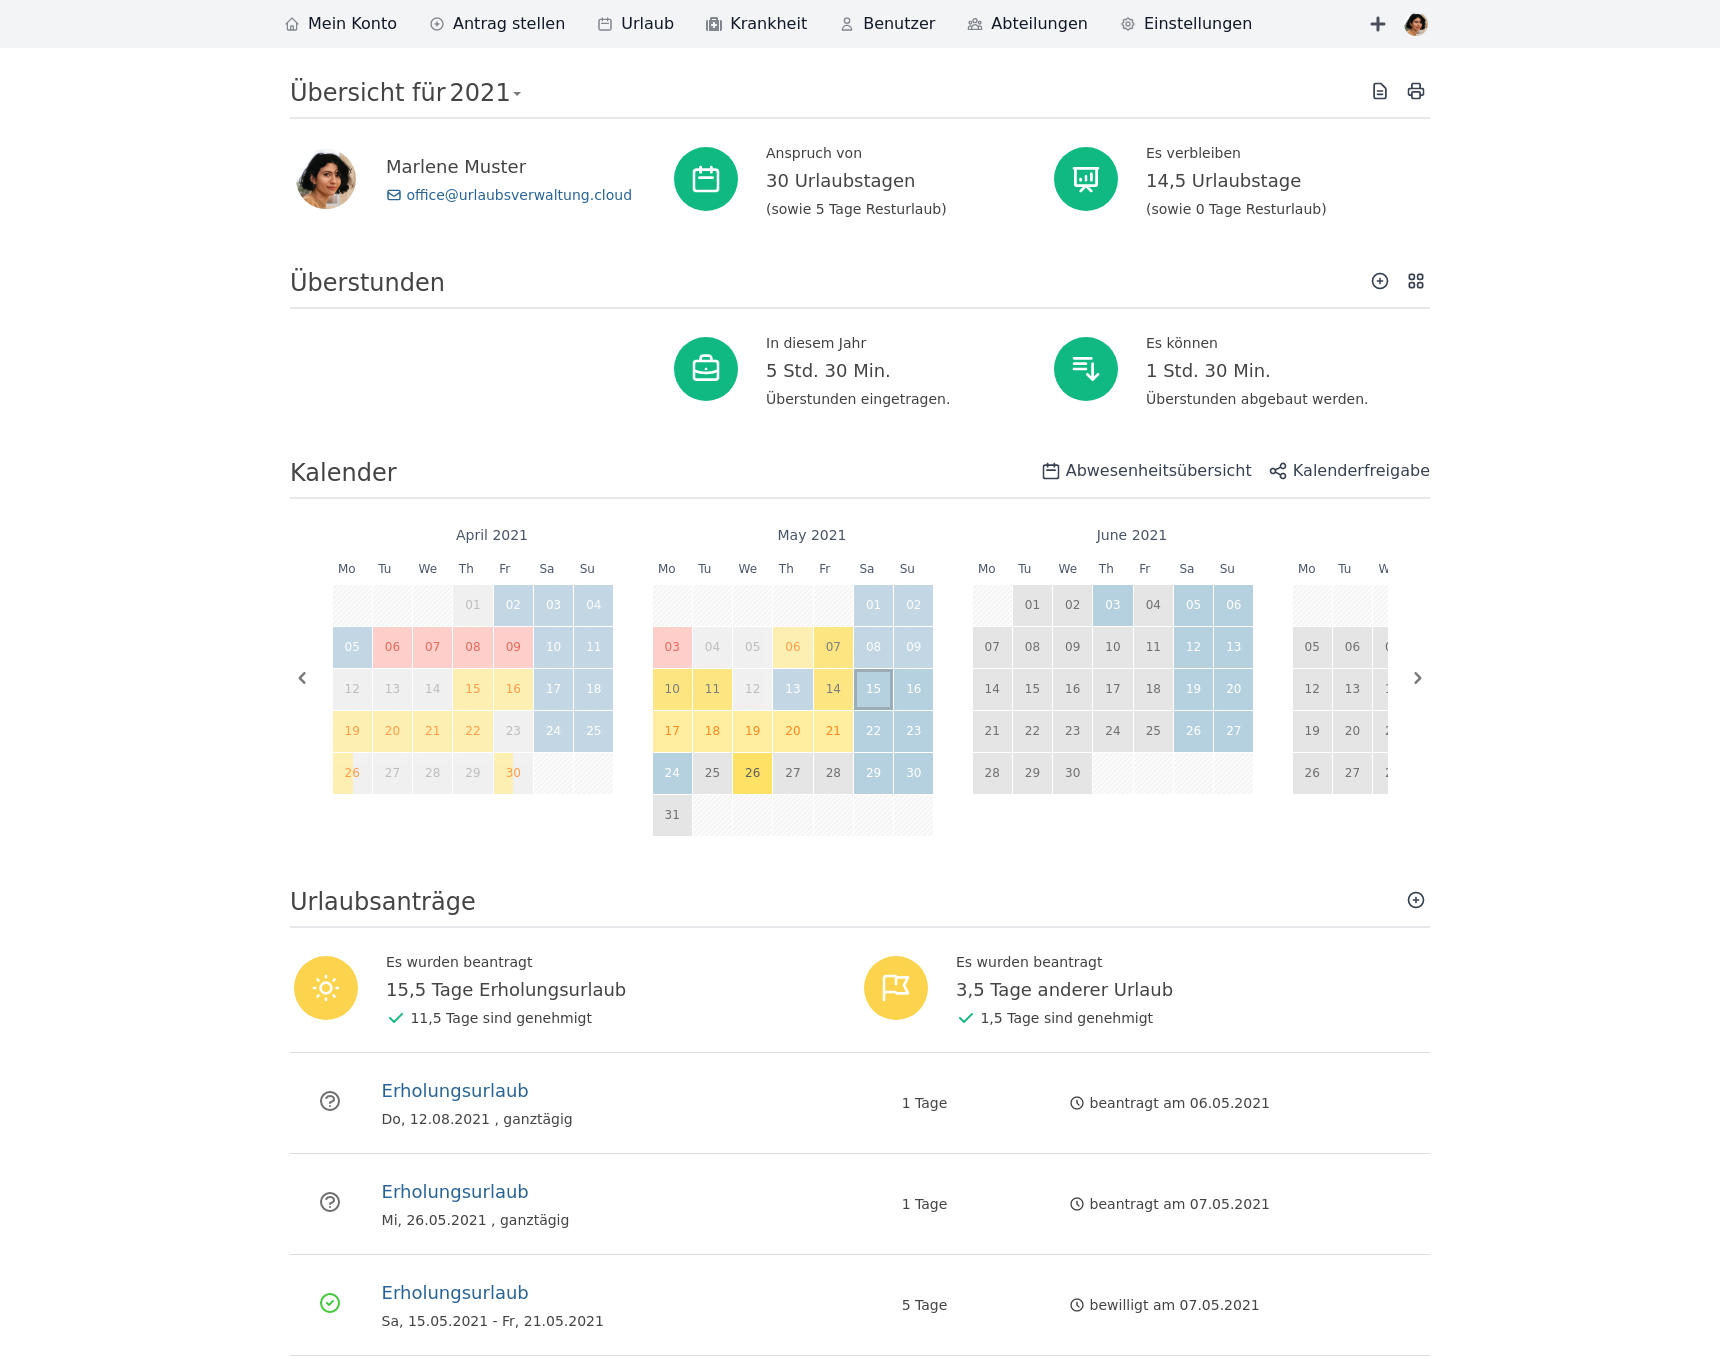 Mein Konto Antrag stellen Urlaub Krankheit Benutzer Abteilungen Einstellungen
Übersicht für 2021
Marlene Muster
office@urlaubsverwaltung.cloud
Anspruch von
30 Urlaubstagen
(sowie 5 Tage Resturlaub)
Es verbleiben
14,5 Urlaubstage
(sowie 0 Tage Resturlaub)
Überstunden
In diesem Jahr
5 Std. 30 Min.
Überstunden eingetragen.
Es können
1 Std. 30 Min.
Überstunden abgebaut werden.
Kalender
Abwesenheitsübersicht Kalenderfreigabe
April 2021
Mo Tu We Th Fr Sa Su
01 02 03 04
05 06 07 08 09 10 11
12 13 14 15 16 17 18
19 20 21 22 23 24 25
26 27 28 29 30
May 2021
Mo Tu We Th Fr Sa Su
01 02
03 04 05 06 07 08 09
10 11 12 13 14 15 16
17 18 19 20 21 22 23
24 25 26 27 28 29 30
31
June 2021
Mo Tu We Th Fr Sa Su
01 02 03 04 05 06
07 08 09 10 11 12 13
14 15 16 17 18 19 20
21 22 23 24 25 26 27
28 29 30
Mo Tu
05 06
12 13
19 20
26 27
Urlaubsanträge
Es wurden beantragt
15,5 Tage Erholungsurlaub
11,5 Tage sind genehmigt
Es wurden beantragt
3,5 Tage anderer Urlaub
1,5 Tage sind genehmigt
Erholungsurlaub
Do, 12.08.2021 , ganztägig
1 Tage
beantragt am 06.05.2021
Erholungsurlaub
Mi, 26.05.2021 , ganztägig
1 Tage
beantragt am 07.05.2021
Erholungsurlaub
Sa, 15.05.2021 - Fr, 21.05.2021
5 Tage
bewilligt am 07.05.2021